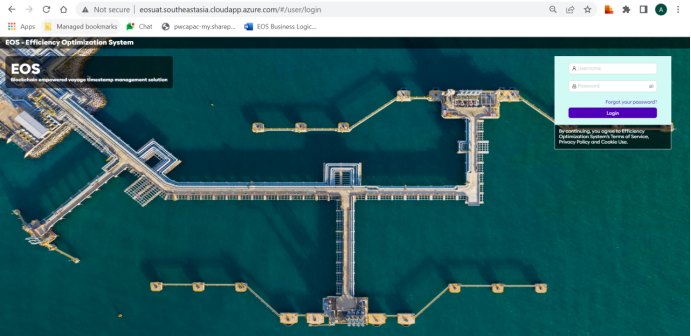 Not secure | eosuat.southeastasia.cloudapp.azure.com/#/user/login
A
Apps Managed bookmarks Chat pwcapac-my.sharep... EOS Business Logic...
EOS - Efficiency Optimization System
EOS
Blockchain empowered voyage timestamp management solution
Username
Password
Forgot your password?
Login
By continuing, you agree to Efficiency
Optimization System's Terms of Service,
Privacy Policy and Cookie Use.